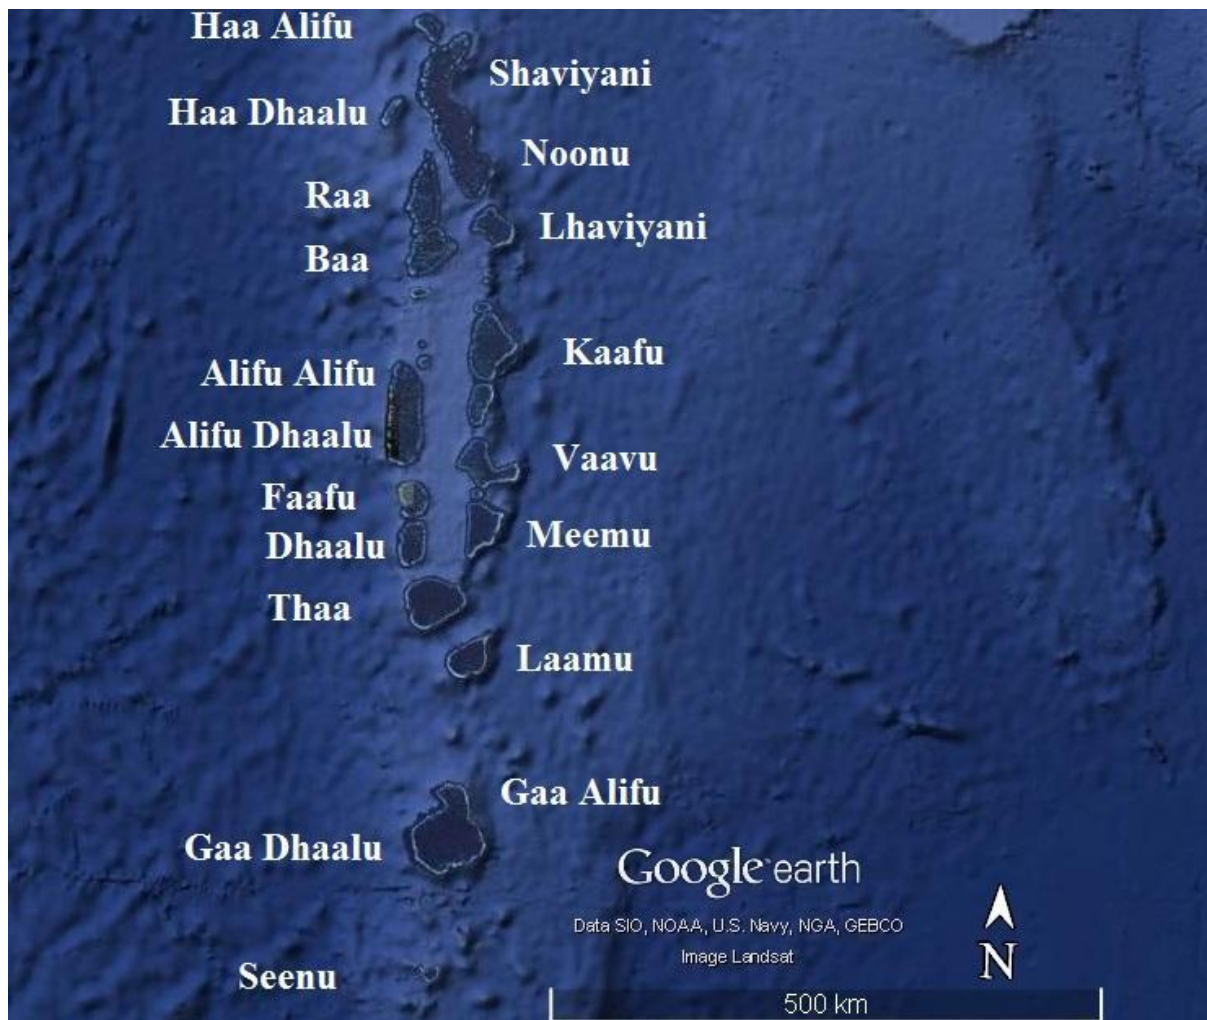 Haa Alifu
Shaviyani
Haa Dhaalu
Noonu
Raa
Lhaviyani
Baa
Kaafu
Alifu Alifu
Alifu Dhaalu
Vaavu
Faafu
Meemu
Dhaalu
Thaa
Laamu
Gaa Alifu
Gaa Dhaalu
Google earth
Data SIO, NOAA, U.S. Navy, NGA, GEBCO
Image Landsat
N
Seenu
500 km